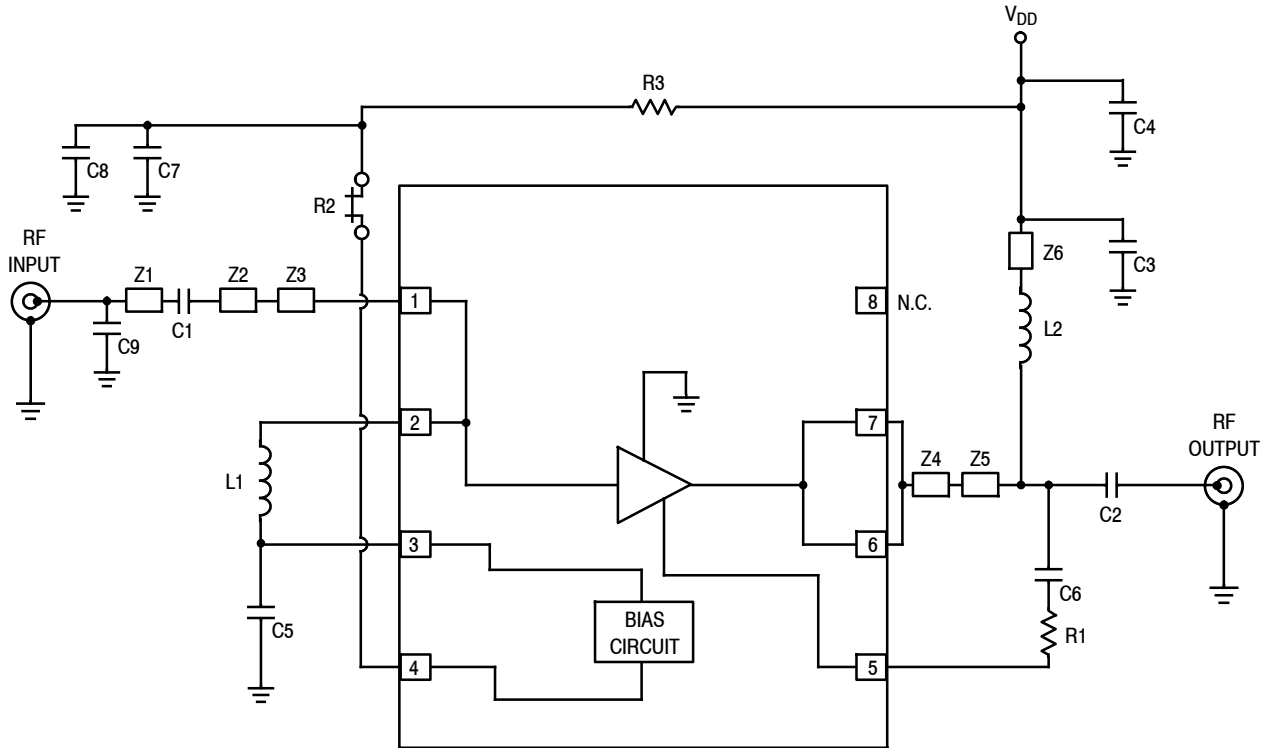 VDD
R3
C4
C8
C7
R2
RF
INPUT
Z1
Z2
Z3
C1
C9
1
8
N.C.
Z6
C3
L2
2
7
RF
OUTPUT
L1
Z4
Z5
C2
3
6
C5
BIAS
CIRCUIT
C6
R1
4
5